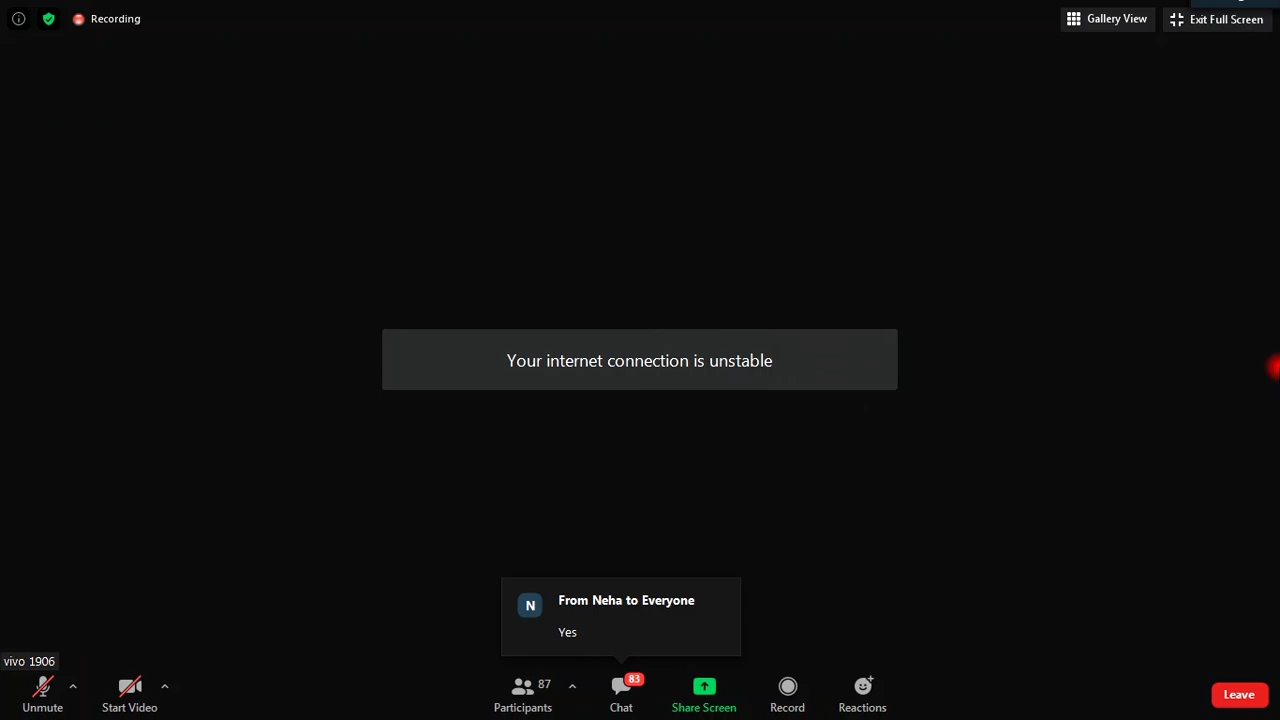 Recording
Gallery View
Exit Full Screen
Your internet connection is unstable
N
From Neha to Everyone
Yes
vivo 1906
Unmute
Start Video
87
Participants
83
Chat
Share Screen
Record
Reactions
Leave